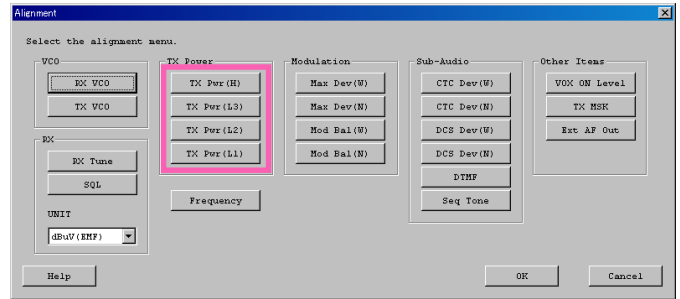 Alignment
Select the alignment menu.
VCO
RX VCO
TX VCO
RX
RX Tune
SQL
UNIT
dBuV(EMF)
TX Power
TX Pwr(H)
TX Pwr(L3)
TX Pwr(L2)
TX Pwr(L1)
Frequency
Modulation
Max Dev(W)
Max Dev(N)
Mod Bal(W)
Mod Bal(N)
Sub-Audio
CTC Dev(W)
CTC Dev(N)
DCS Dev(W)
DCS Dev(N)
DTMF
Seq Tone
Other Items
VOX ON Level
TX MSK
Ext AF Out
Help
OK
Cancel